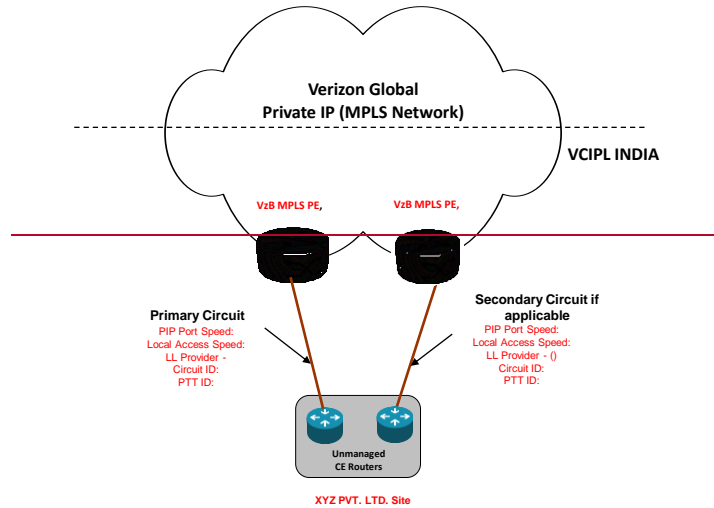 Verizon Global
Private IP (MPLS Network)
VCIPL INDIA
VzB MPLS PE,
VzB MPLS PE,
Primary Circuit
PIP Port Speed:
Local Access Speed:
LL Provider -
Circuit ID:
PTT ID:
Secondary Circuit if
applicable
PIP Port Speed:
Local Access Speed:
LL Provider - ()
Circuit ID:
PTT ID:
Unmanaged
CE Routers
XYZ PVT. LTD. Site